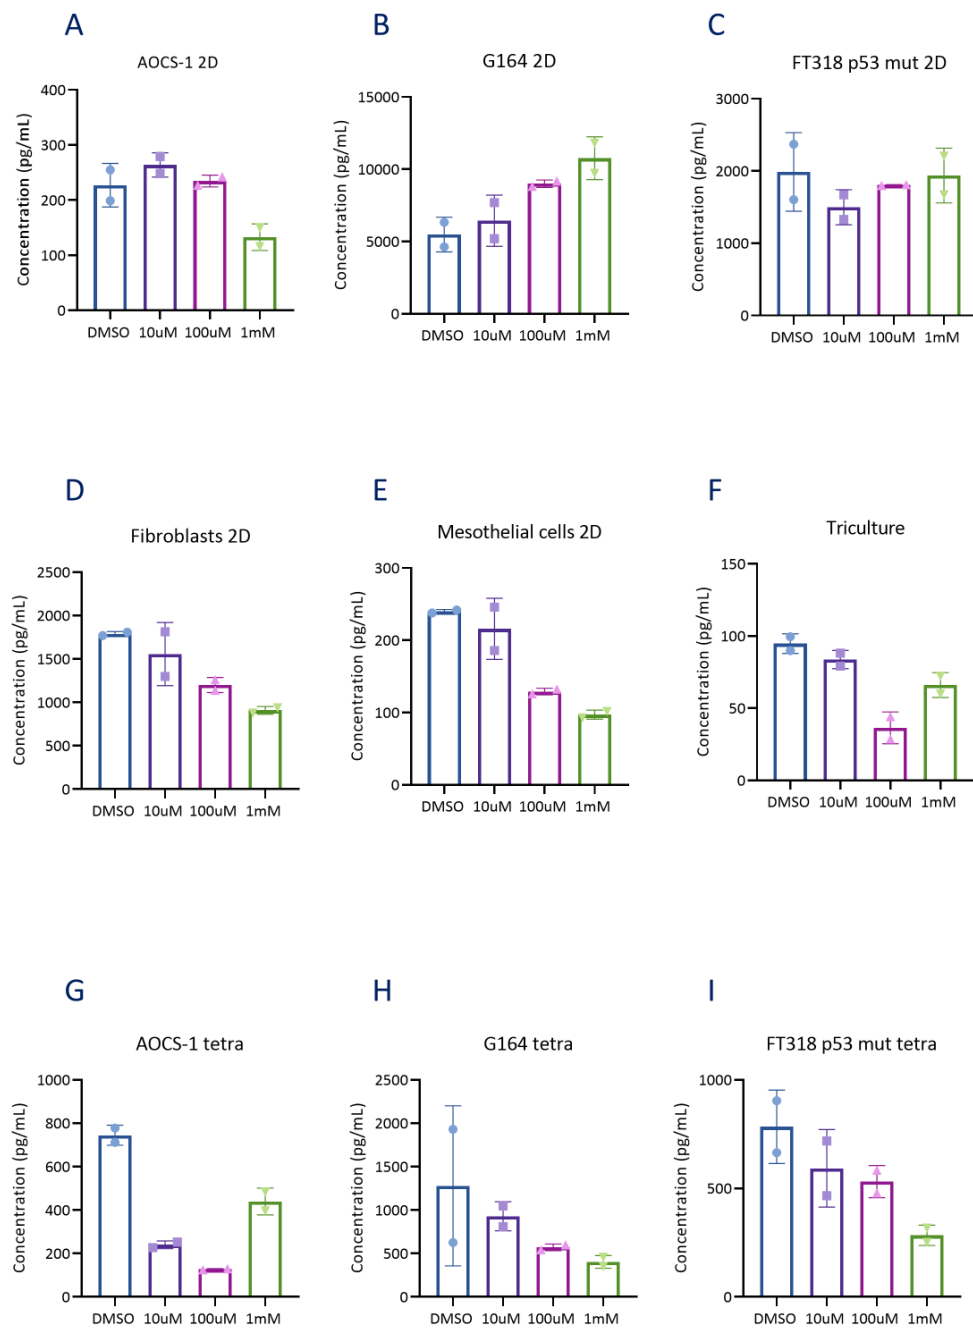 A
AOCS-1 2D
Concentration (pg/mL)
400
300
200
100
0
DMSO 10uM 100uM 1mM
B
G164 2D
Concentration (pg/mL)
15000
10000
5000
0
DMSO 10uM 100uM 1mM
C
FT318 p53 mut 2D
Concentration (pg/mL)
3000
2000
1000
0
DMSO 10uM 100uM 1mM
D
Fibroblasts 2D
Concentration (pg/mL)
2500
2000
1500
1000
500
0
DMSO 10uM 100uM 1mM
E
Mesothelial cells 2D
Concentration (pg/mL)
300
200
100
0
DMSO 10uM 100uM 1mM
F
Triculture
Concentration (pg/mL)
150
100
50
0
DMSO 10uM 100uM 1mM
G
AOCS-1 tetra
Concentration (pg/mL)
1000
800
600
400
200
0
DMSO 10uM 100uM 1mM
H
G164 tetra
Concentration (pg/mL)
2500
2000
1500
1000
500
0
DMSO 10uM 100uM 1mM
I
FT318 p53 mut tetra
Concentration (pg/mL)
1000
500
0
DMSO 10uM 100uM 1mM